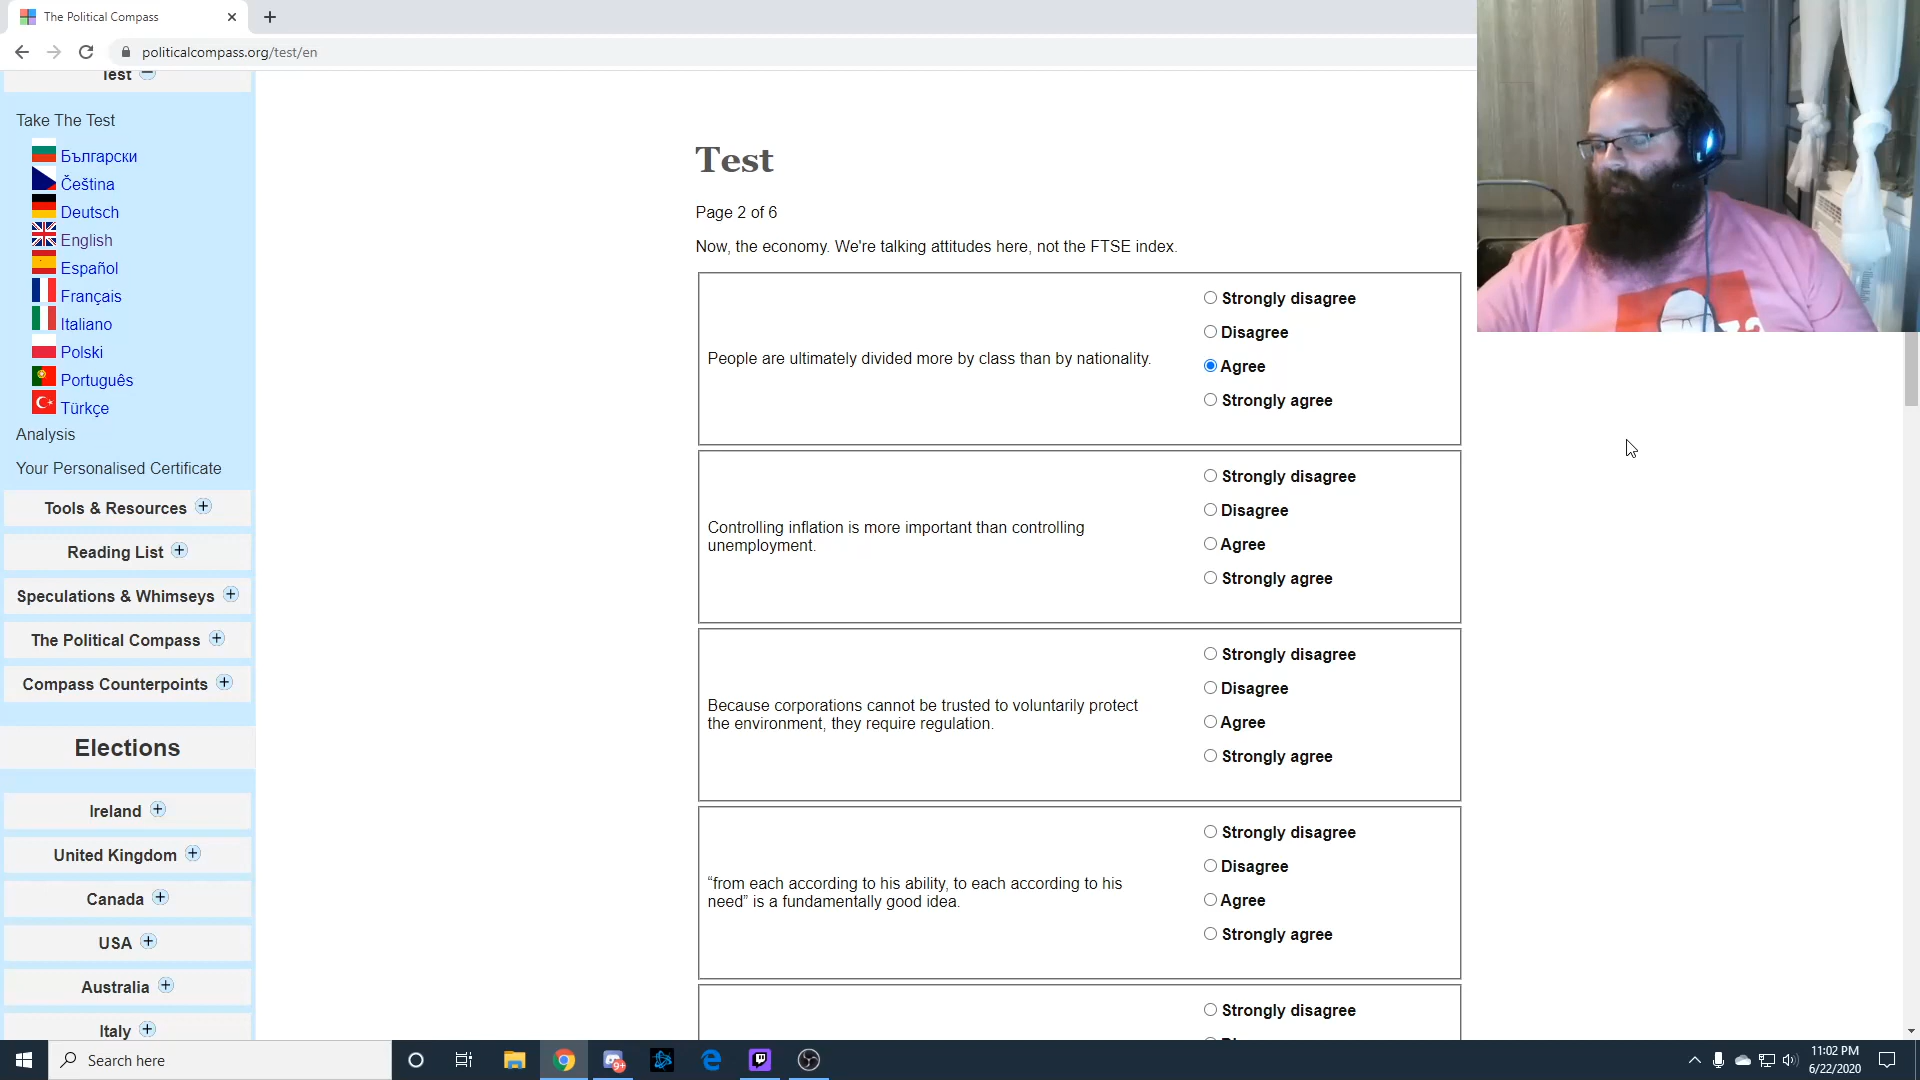 The Political Compass
politicalcompass.org/test/en
Test
Take The Test
Български
Čeština
Deutsch
English
Español
Français
Italiano
Polski
Português
Türkçe
Analysis
Your Personalised Certificate
Tools & Resources
Reading List
Speculations & Whimseys
The Political Compass
Compass Counterpoints
Elections
Ireland
United Kingdom
Canada
USA
Australia
Italy
Test
Page 2 of 6
Now, the economy. We're talking attitudes here, not the FTSE index.
People are ultimately divided more by class than by nationality.
Strongly disagree
Disagree
Agree
Strongly agree
Controlling inflation is more important than controlling
unemployment.
Strongly disagree
Disagree
Agree
Strongly agree
Because corporations cannot be trusted to voluntarily protect
the environment, they require regulation.
Strongly disagree
Disagree
Agree
Strongly agree
“from each according to his ability, to each according to his
need” is a fundamentally good idea.
Strongly disagree
Disagree
Agree
Strongly agree
Strongly disagree
Search here
9+
11:02 PM
6/22/2020